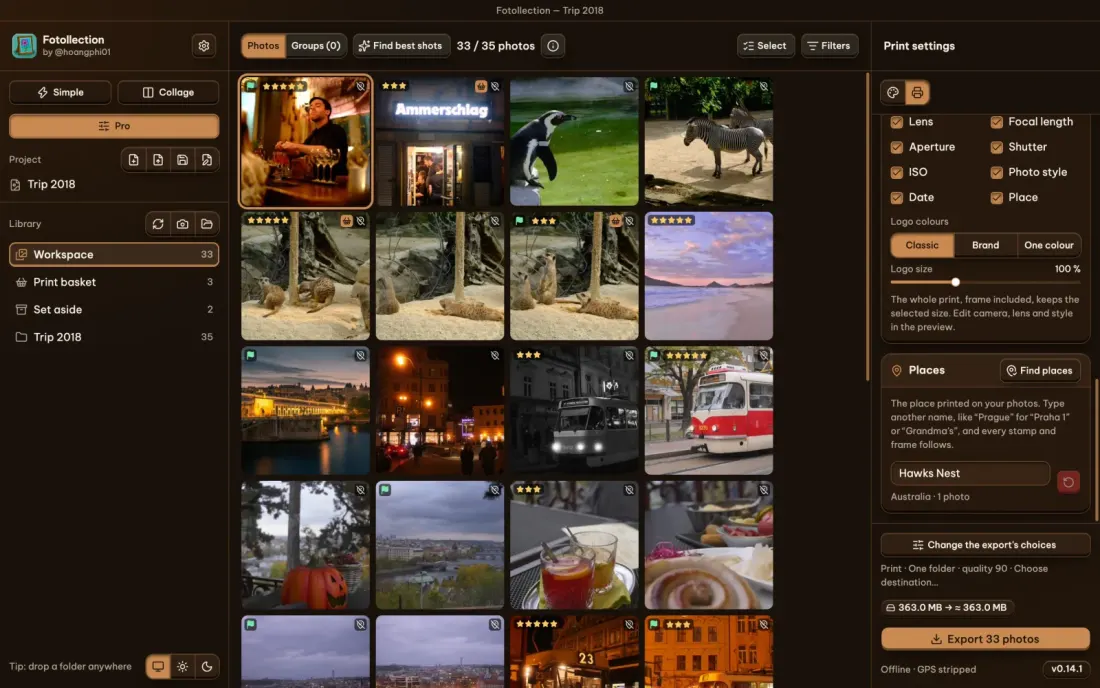 Fotollection — Trip 2018
Fotollection
by @hoangphi01
Simple
Collage
Pro
Project
Trip 2018
Library
Workspace 33
Print basket 3
Set aside 2
Trip 2018 35
Tip: drop a folder anywhere
Photos
Groups (0)
Find best shots
33 / 35 photos
Select
Filters
Ammerschlag
23
Print settings
Lens
Focal length
Aperture
Shutter
ISO
Photo style
Date
Place
Logo colours
Classic
Brand
One colour
Logo size 100 %
The whole print, frame included, keeps the
selected size. Edit camera, lens and style
in the preview.
Places
Find places
The place printed on your photos. Type
another name, like “Prague” for “Praha 1”
or “Grandma’s”, and every stamp and
frame follows.
Hawks Nest
Australia · 1 photo
Change the export’s choices
Print · One folder · quality 90 · Choose
destination…
363.0 MB → ≈ 363.0 MB
Export 33 photos
Offline · GPS stripped
v0.14.1